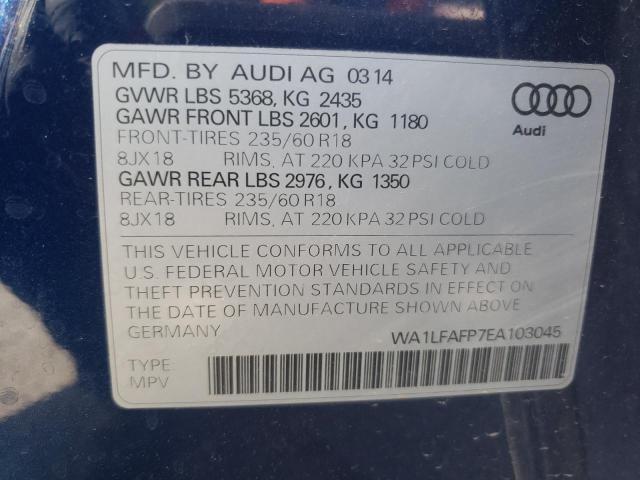 MFD. BY AUDI AG 03 14
GVWR LBS 5368, KG 2435
GAWR FRONT LBS 2601, KG 1180
FRONT-TIRES 235/60 R18
8JX18 RIMS, AT 220 KPA 32 PSI COLD
GAWR REAR LBS 2976, KG 1350
REAR-TIRES 235/60 R18
8JX18 RIMS, AT 220 KPA 32 PSI COLD
Audi
THIS VEHICLE CONFORMS TO ALL APPLICABLE
U.S. FEDERAL MOTOR VEHICLE SAFETY AND
THEFT PREVENTION STANDARDS IN EFFECT ON
THE DATE OF MANUFACTURE SHOWN ABOVE
GERMANY
WA1LFAFP7EA103045
TYPE:
MPV